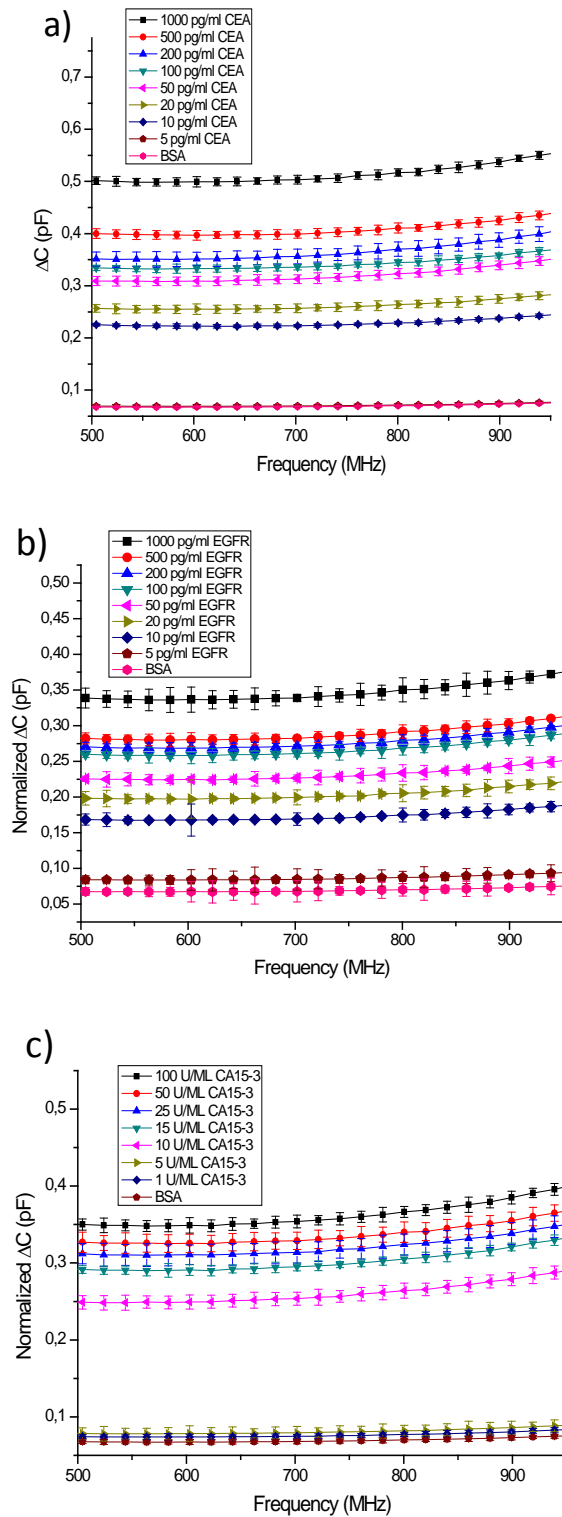 a)
1000 pg/ml CEA
500 pg/ml CEA
200 pg/ml CEA
100 pg/ml CEA
50 pg/ml CEA
20 pg/ml CEA
10 pg/ml CEA
5 pg/ml CEA
BSA
0,7
0,6
0,5
0,4
0,3
0,2
0,1
ΔC (pF)
500 600 700 800 900
Frequency (MHz)
b)
1000 pg/ml EGFR
500 pg/ml EGFR
200 pg/ml EGFR
100 pg/ml EGFR
50 pg/ml EGFR
20 pg/ml EGFR
10 pg/ml EGFR
5 pg/ml EGFR
BSA
0,50
0,45
0,40
0,35
0,30
0,25
0,20
0,15
0,10
0,05
Normalized ΔC (pF)
500 600 700 800 900
Frequency (MHz)
c)
100 U/ML CA15-3
50 U/ML CA15-3
25 U/ML CA15-3
15 U/ML CA15-3
10 U/ML CA15-3
5 U/ML CA15-3
1 U/ML CA15-3
BSA
0,5
0,4
0,3
0,2
0,1
Normalized ΔC (pF)
500 600 700 800 900
Frequency (MHz)